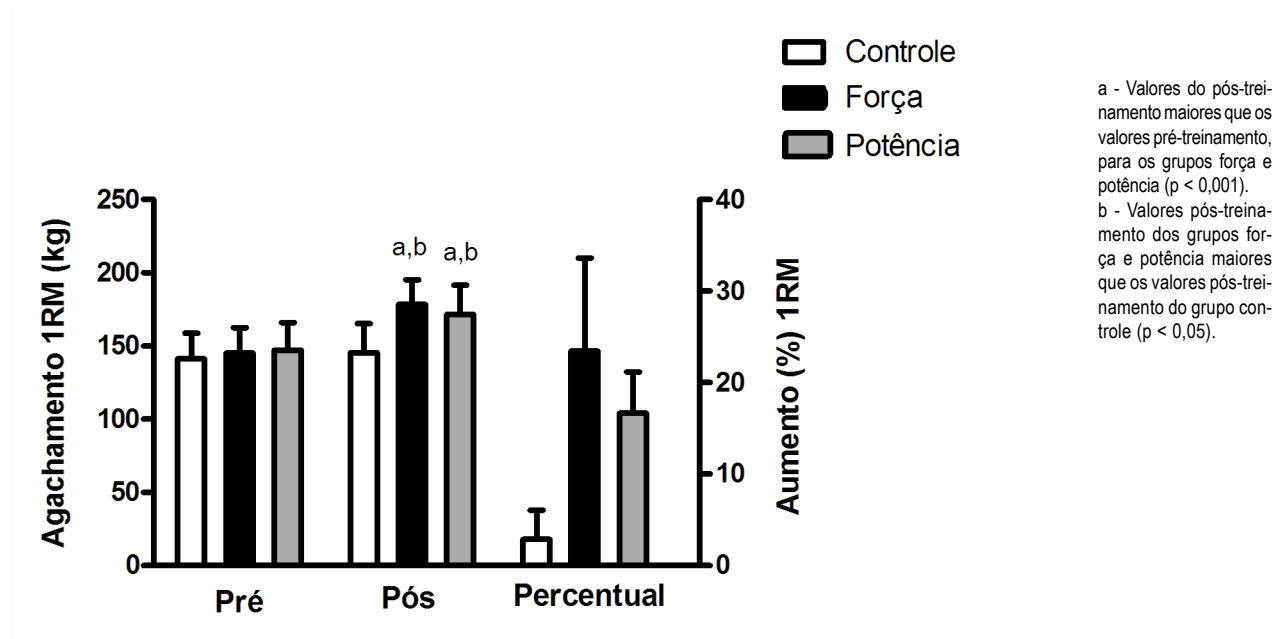 Controle
Força
Potência
Agachamento 1RM (kg)
250
200
150
100
50
0
a,b a,b
40
30
20
10
0
Aumento (%) 1RM
Pré Pós Percentual
a - Valores do pós-trei-
namento maiores que os
valores pré-treinamento,
para os grupos força e
potência (p < 0,001).
b - Valores pós-treina-
mento dos grupos for-
ça e potência maiores
que os valores pós-trei-
namento do grupo con-
trole (p < 0,05).